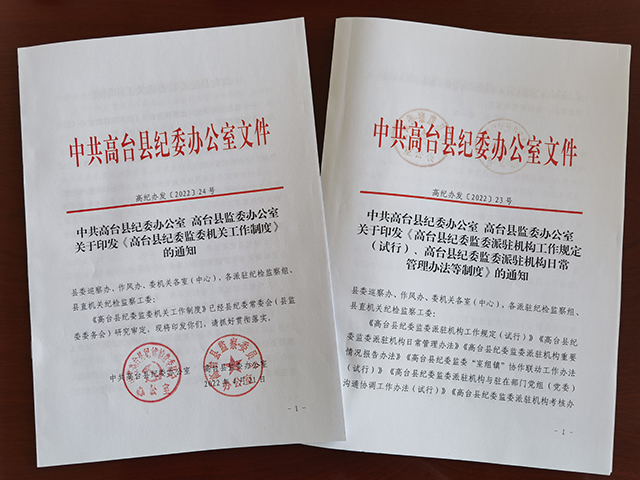 中共高台县纪委办公室文件
高纪办发〔2022〕24号
中共高台县纪委办公室 高台县监委办公室
关于印发《高台县纪委监委机关工作制度》
的通知
县委巡察办、作风办、委机关各室（中心），各派驻纪检监察组、
县直机关纪检监察工委：
《高台县纪委监委机关工作制度》已经县纪委常委会（县监
委委务会）研究审定，现将印发你们，请抓好贯彻落实。
中共高台县纪委办公室 高台县监委办公室
2022年4月21日
- 1 -
中共高台县纪委办公室文件
高纪办发〔2022〕23号
中共高台县纪委办公室 高台县监委办公室
关于印发《高台县纪委监委派驻机构工作规定
（试行）、高台县纪委监委派驻机构日常
管理办法等制度》的通知
县委巡察办、作风办、委机关各室（中心），各派驻纪检监察组、
县直机关纪检监察工委：
《高台县纪委监委派驻机构工作规定（试行）》《高台县纪
委监委派驻机构日常管理办法》《高台县纪委监委派驻机构重要
情况报告办法》《高台县纪委监委“室组镇”协作联动工作办法
（试行）》《高台县纪委监委派驻机构与驻在部门党组（党委）
沟通协调工作办法（试行）》《高台县纪委监委派驻机构考核办
- 1 -